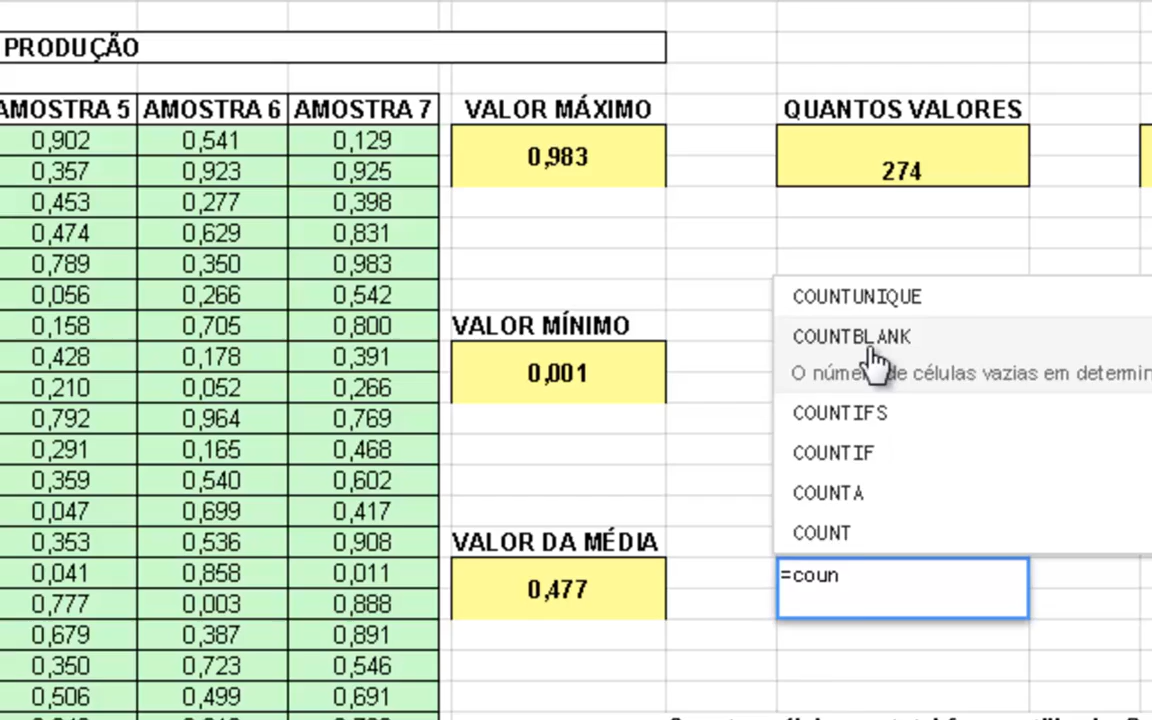 PRODUÇÃO
AMOSTRA 5 AMOSTRA 6 AMOSTRA 7 VALOR MÁXIMO QUANTOS VALORES
0,902 0,541 0,129
0,983
0,357 0,923 0,925 274
0,453 0,277 0,398
0,474 0,629 0,831
0,789 0,350 0,983
0,056 0,266 0,542 COUNTUNIQUE
0,158 0,705 0,800 VALOR MÍNIMO COUNTBLANK
0,428 0,178 0,391 0,001 O de células vazias em
0,210 0,052 0,266
0,792 0,964 0,769 COUNTIFS
0,291 0,165 0,468 COUNTIF
0,359 0,540 0,602 COUNTA
0,047 0,699 0,417 COUNT
0,353 0,536 0,908 VALOR DA MÉDIA
0,041 0,858 0,011 =coun
0,477
0,777 0,003 0,888
0,679 0,387 0,891
0,350 0,723 0,546
0,506 0,499 0,691